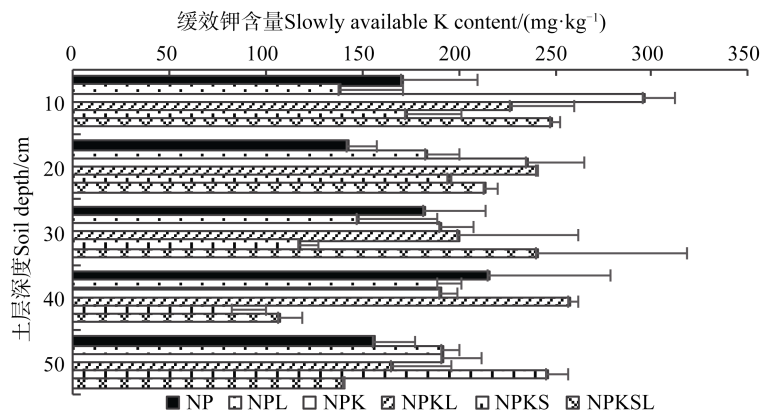 缓效钾含量Slowly available K content/(mg·kg⁻¹)
0 50 100 150 200 250 300 350
土层深度Soil depth/cm
10
20
30
40
50
NP NPL NPK NPKL NPKS NPKSL